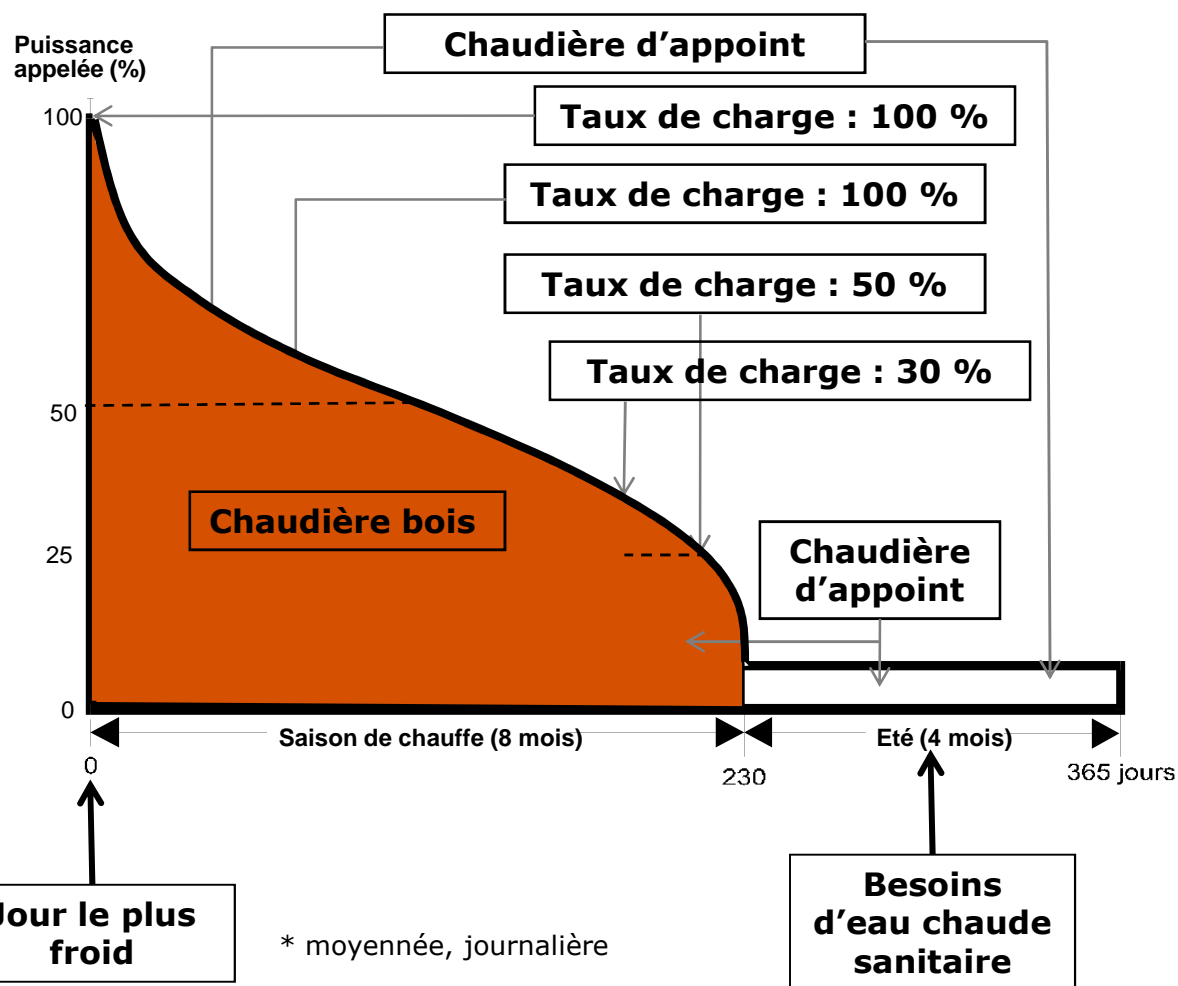 Puissance
appelée (%)
Chaudière d’appoint
100
Taux de charge : 100 %
Taux de charge : 100 %
Taux de charge : 50 %
Taux de charge : 30 %
50
Chaudière bois
25
Chaudière
d’appoint
0
Saison de chauffe (8 mois)
Eté (4 mois)
0
230
365 jours
Jour le plus
froid
* moyennée, journalière
Besoins
d’eau chaude
sanitaire